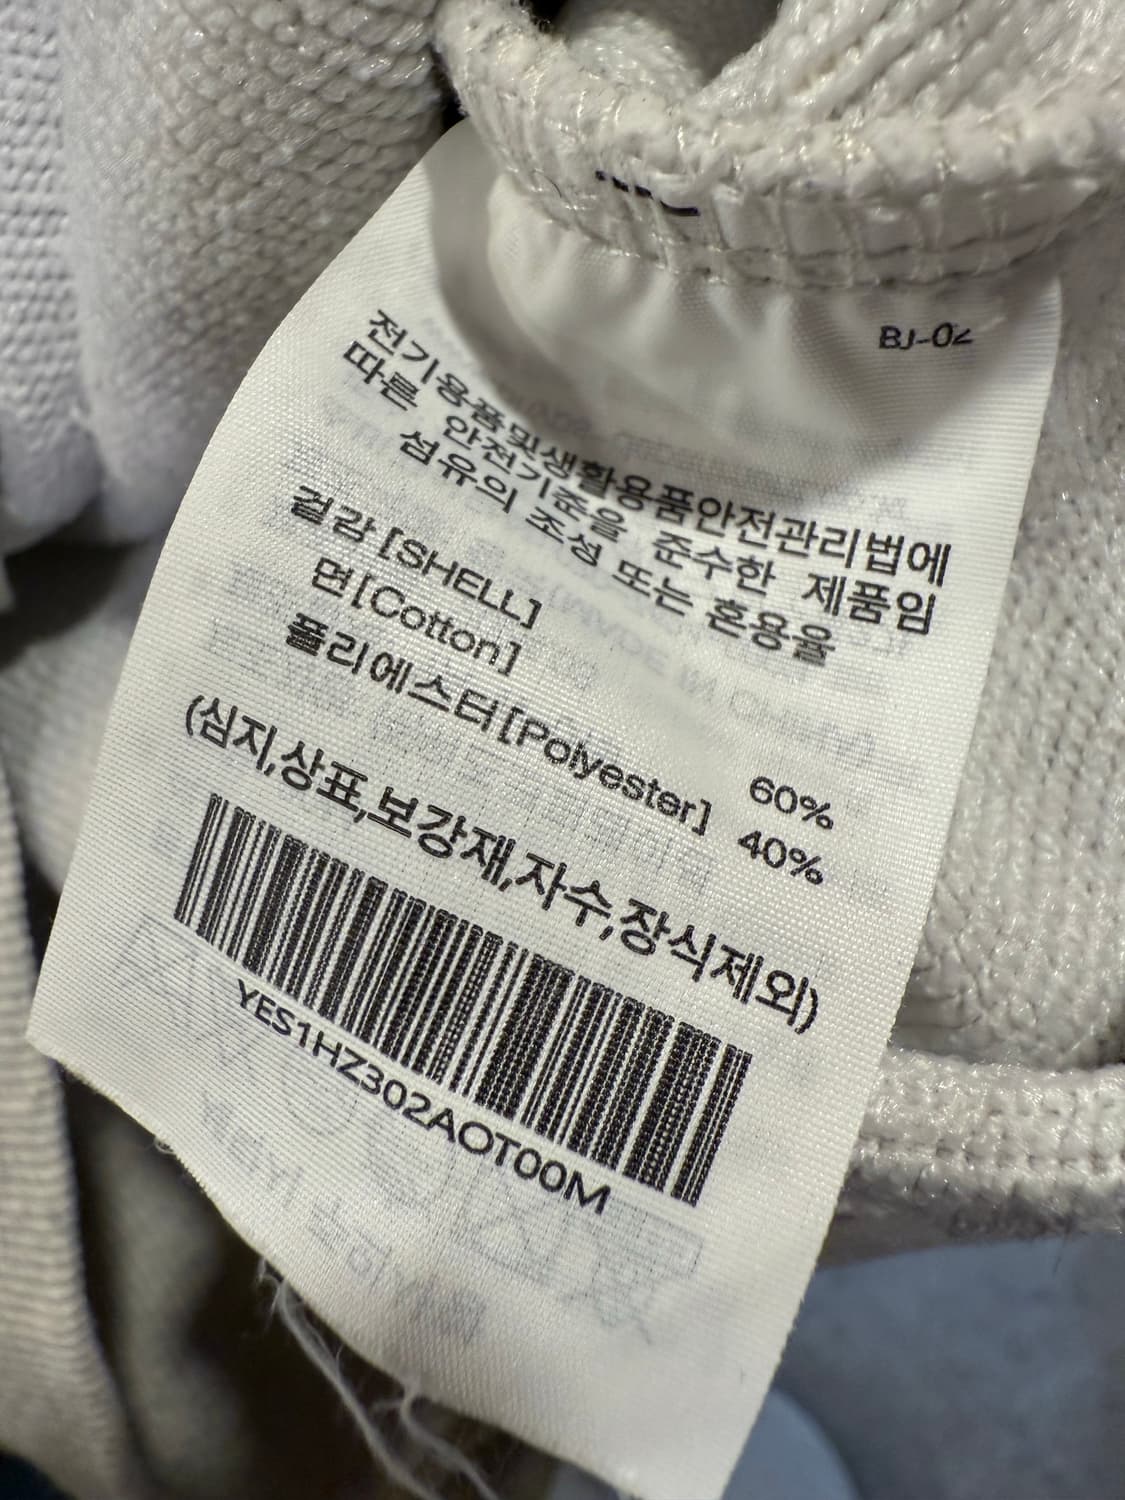 BJ-02
전기용품및생활용품안전관리법에
따른 안전기준을 준수한 제품임
섬유의 조성 또는 혼용율
겉감[SHELL]
면[Cotton] 60%
폴리에스터[Polyester] 40%
(심지,상표,보강재,자수,장식제외)
YES1HZ302AOT00M